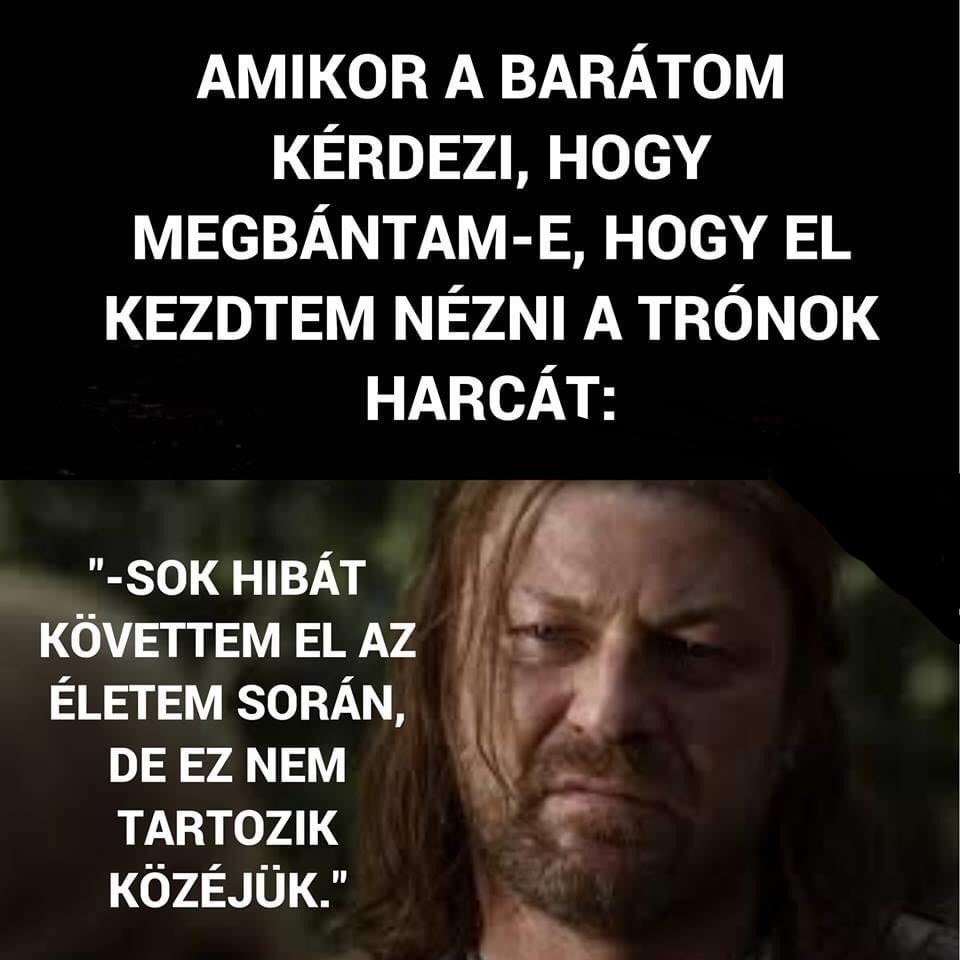 AMIKOR A BARÁTOM
KÉRDEZI, HOGY
MEGBÁNTAM-E, HOGY EL
KEZDTEM NÉZNI A TRÓNOK
HARCÁT:
"-SOK HIBÁT
KÖVETTEM EL AZ
ÉLETEM SORÁN,
DE EZ NEM
TARTOZIK
KÖZÉJÜK."